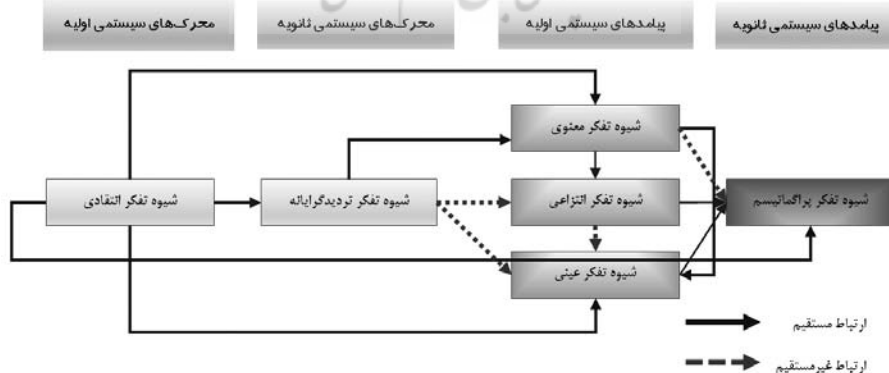 محرک‌های سیستمی اولیه
محرک‌های سیستمی ثانویه
پیامدهای سیستمی اولیه
پیامدهای سیستمی ثانویه
شیوه تفکر معنوی
شیوه تفکر انتقادی
شیوه تفکر تردیدگرایانه
شیوه تفکر انتزاعی
شیوه تفکر پراگماتیسم
شیوه تفکر عینی
ارتباط مستقیم
ارتباط غیرمستقیم